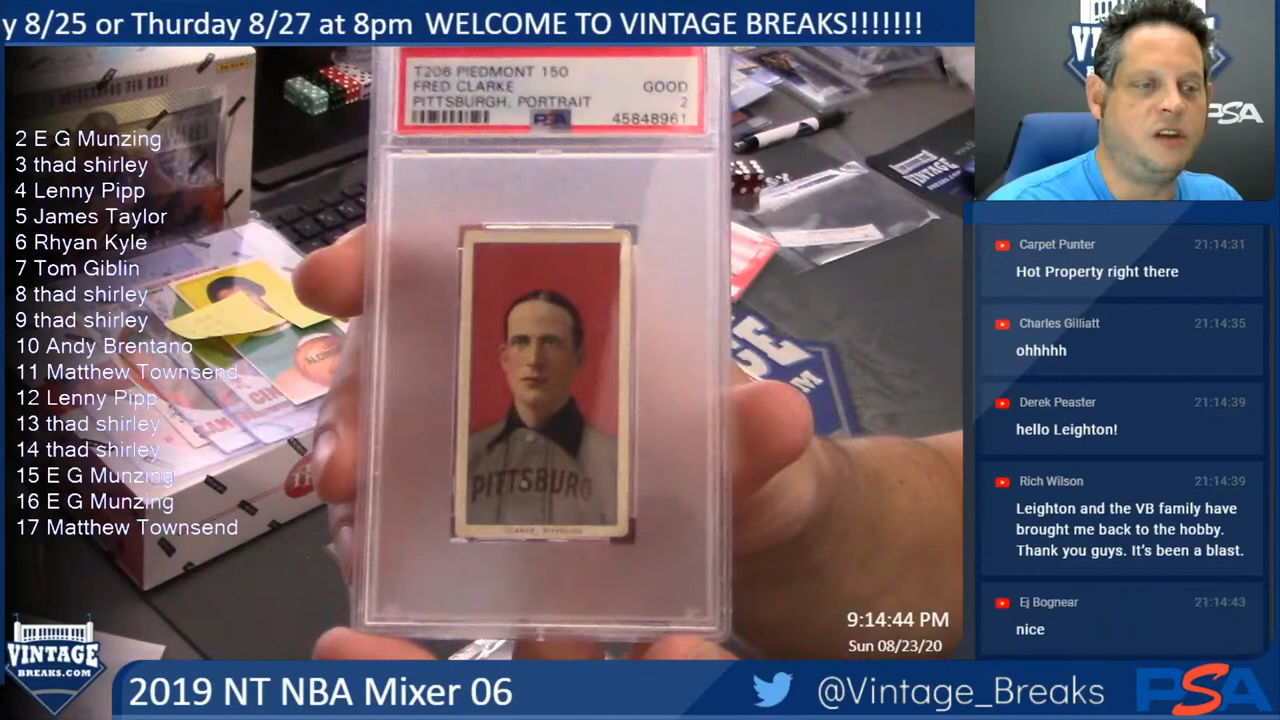 y 8/25 or Thurday 8/27 at 8pm WELCOME TO VINTAGE BREAKS!!!!!!!
T206 PIEDMONT 150
FRED CLARKE GOOD
PITTSBURGH, PORTRAIT 2
PSA 45848961
PITTSBURG
CLARKE, PITTSBURG
2 E G Munzing
3 thad shirley
4 Lenny Pipp
5 James Taylor
6 Rhyan Kyle
7 Tom Giblin
8 thad shirley
9 thad shirley
10 Andy Brentano
11 Matthew Townsend
12 Lenny Pipp
13 thad shirley
14 thad shirley
15 E G Munzing
16 E G Munzing
17 Matthew Townsend
PSA
Carpet Punter 21:14:31
Hot Property right there
Charles Gilliatt 21:14:35
ohhhhh
Derek Peaster 21:14:39
hello Leighton!
Rich Wilson 21:14:39
Leighton and the VB family have
brought me back to the hobby.
Thank you guys. It's been a blast.
Ej Bognear 21:14:43
nice
9:14:44 PM
Sun 08/23/20
VINTAGE
BREAKS.COM
2019 NT NBA Mixer 06
@Vintage_Breaks
PSA